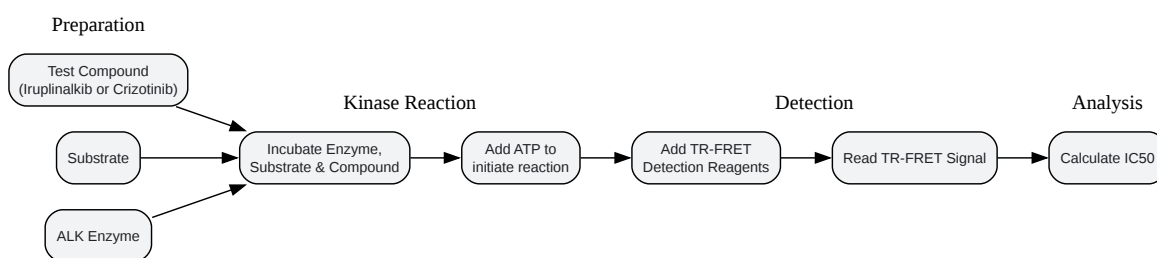 Preparation
Test Compound
(Iruplinalkib or Crizotinib)
Substrate
ALK Enzyme
Kinase Reaction
Incubate Enzyme,
Substrate & Compound
Add ATP to
initiate reaction
Detection
Add TR-FRET
Detection Reagents
Read TR-FRET Signal
Analysis
Calculate IC50